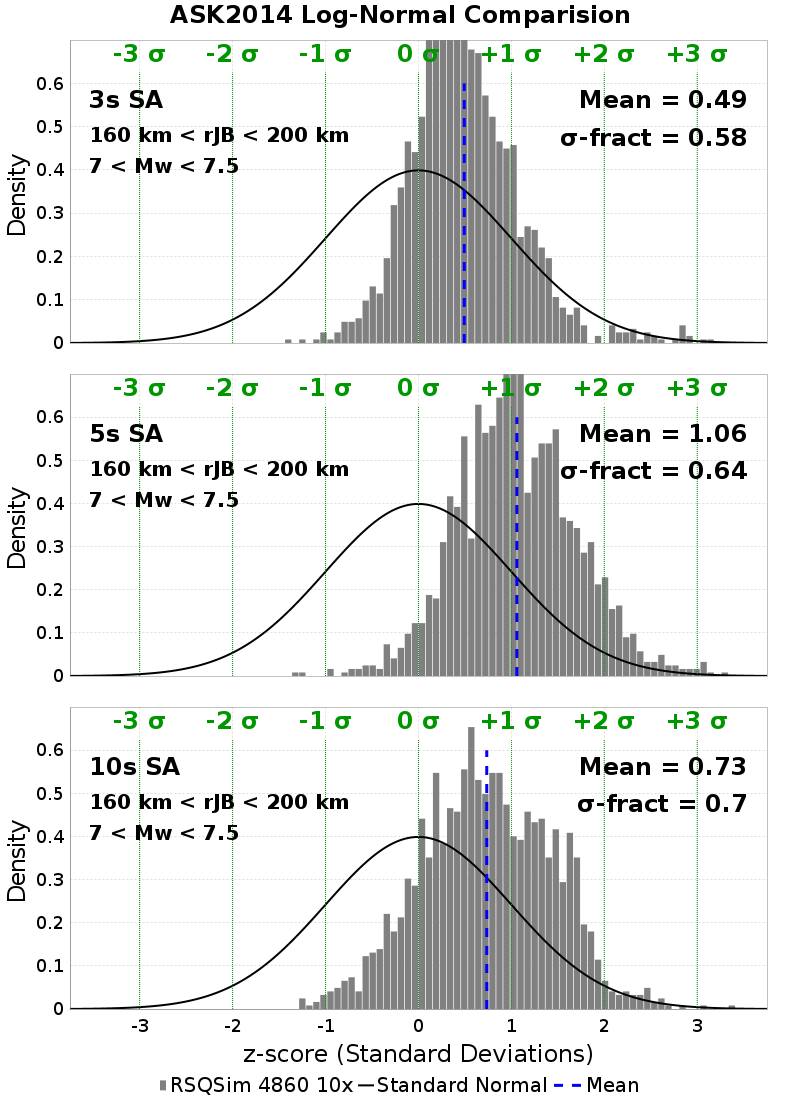 ASK2014 Log-Normal Comparision
-3 σ -2 σ -1 σ 0 σ +1 σ +2 σ +3 σ
3s SA
Mean = 0.49
160 km < rJB < 200 km
σ-fract = 0.58
7 < Mw < 7.5
0.6
0.5
0.4
0.3
0.2
0.1
0
Density
-3 σ -2 σ -1 σ 0 σ +1 σ +2 σ +3 σ
5s SA
Mean = 1.06
160 km < rJB < 200 km
σ-fract = 0.64
7 < Mw < 7.5
0.6
0.5
0.4
0.3
0.2
0.1
0
Density
-3 σ -2 σ -1 σ 0 σ +1 σ +2 σ +3 σ
10s SA
Mean = 0.73
160 km < rJB < 200 km
σ-fract = 0.7
7 < Mw < 7.5
0.6
0.5
0.4
0.3
0.2
0.1
0
Density
-3 -2 -1 0 1 2 3
z-score (Standard Deviations)
RSQSim 4860 10x Standard Normal Mean